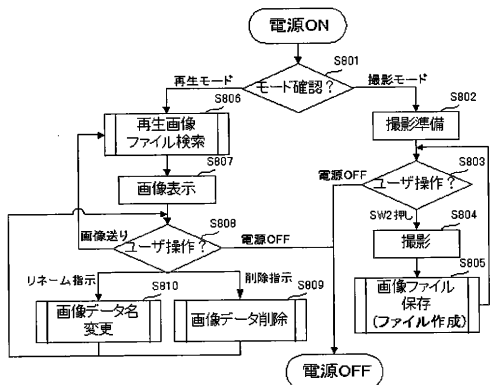 電源ON
S801
モード確認?
再生モード
撮影モード
S806
再生画像
ファイル検索
S802
撮影準備
S807
画像表示
S803
ユーザ操作?
電源OFF
S808
ユーザ操作?
画像送り
電源OFF
SW2押し
S804
撮影
S805
画像ファイル
保存
(ファイル作成)
リネーム指示
削除指示
S810
画像データ名
変更
S809
画像データ削除
電源OFF